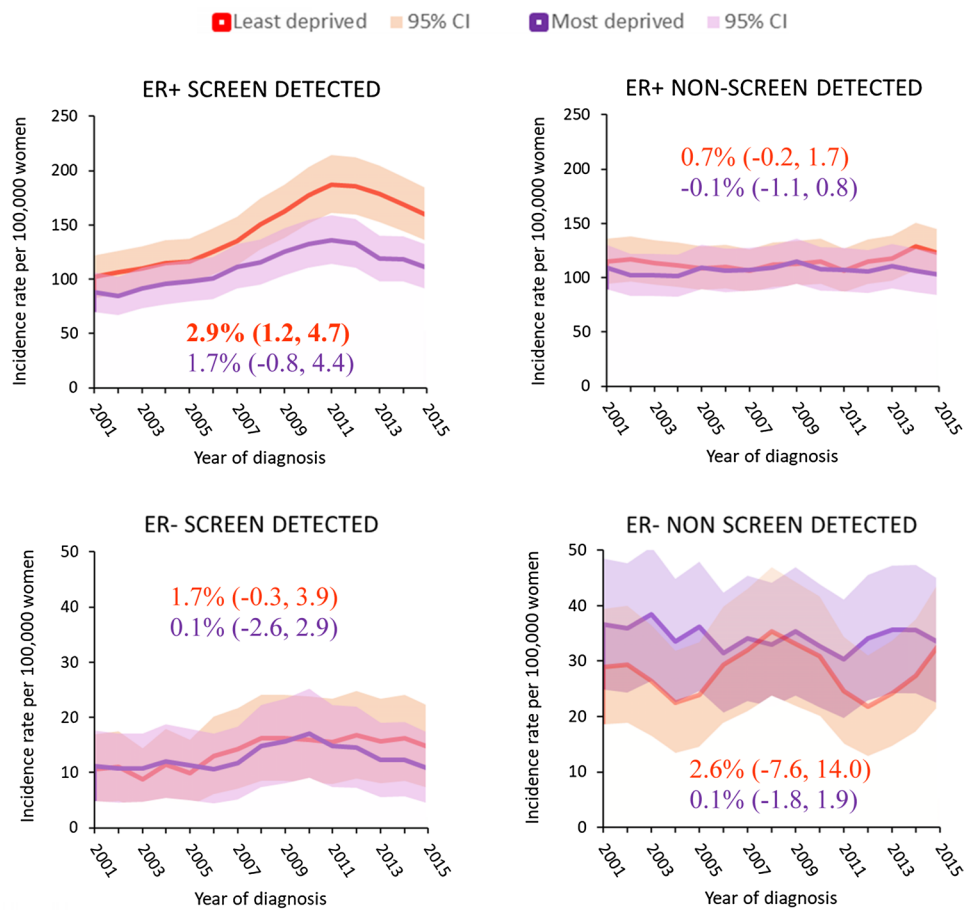 Least deprived 95% CI Most deprived 95% CI
ER+ SCREEN DETECTED
Incidence rate per 100,000 women
250
200
150
100
50
0
2.9% (1.2, 4.7)
1.7% (-0.8, 4.4)
2001 2003 2005 2007 2009 2011 2013 2015
Year of diagnosis
ER+ NON-SCREEN DETECTED
Incidence rate per 100,000 women
250
200
150
100
50
0
0.7% (-0.2, 1.7)
-0.1% (-1.1, 0.8)
2001 2003 2005 2007 2009 2011 2013 2015
Year of diagnosis
ER- SCREEN DETECTED
Incidence rate per 100,000 women
50
40
30
20
10
0
1.7% (-0.3, 3.9)
0.1% (-2.6, 2.9)
2001 2003 2005 2007 2009 2011 2013 2015
Year of diagnosis
ER- NON SCREEN DETECTED
Incidence rate per 100,000 women
50
40
30
20
10
0
2.6% (-7.6, 14.0)
0.1% (-1.8, 1.9)
2001 2003 2005 2007 2009 2011 2013 2015
Year of diagnosis